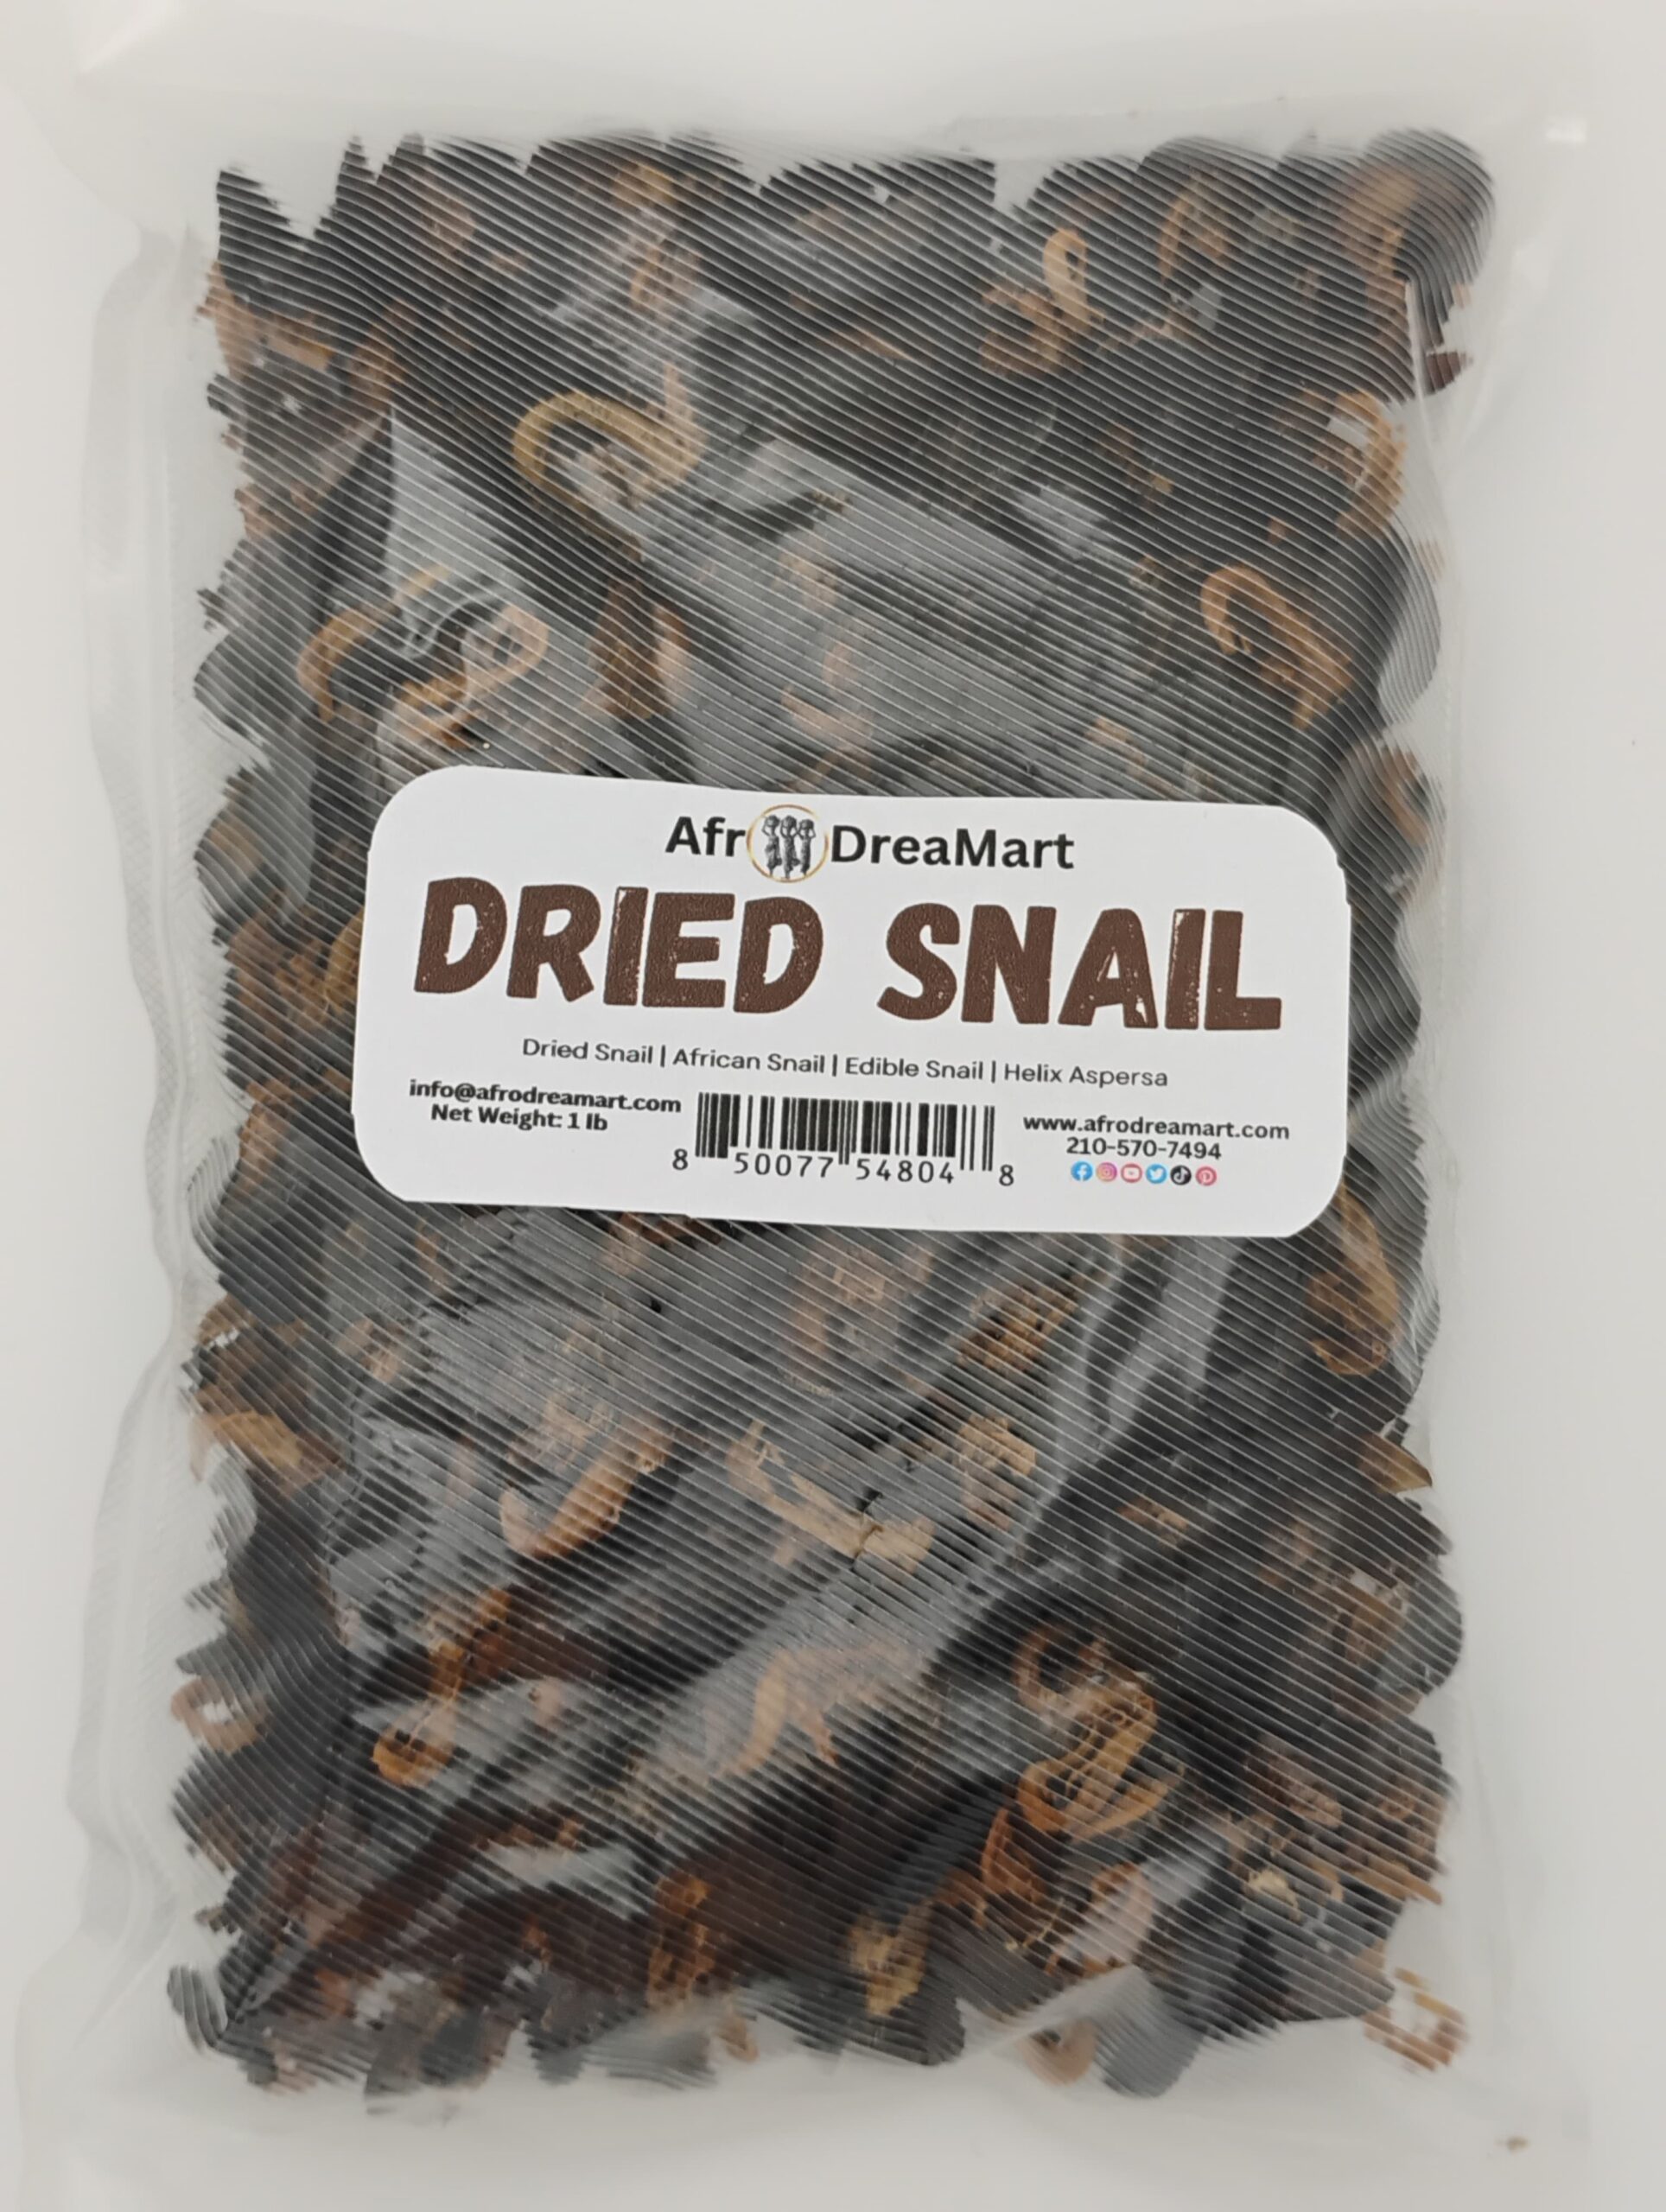 Afr DreaMart
DRIED SNAIL
Dried Snail | African Snail | Edible Snail | Helix Aspersa
info@afrodreamart.com
Net Weight: 1 lb
8 50077 54804 8
www.afrodreamart.com
210-570-7494